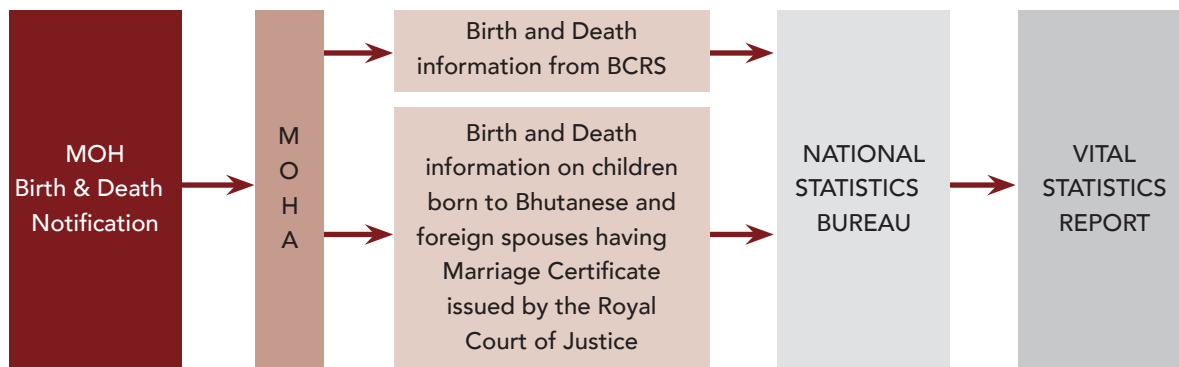 MOH
Birth & Death
Notification
M
O
H
A
Birth and Death
information from BCRS
Birth and Death
information on children
born to Bhutanese and
foreign spouses having
Marriage Certificate
issued by the Royal
Court of Justice
NATIONAL
STATISTICS
BUREAU
VITAL
STATISTICS
REPORT